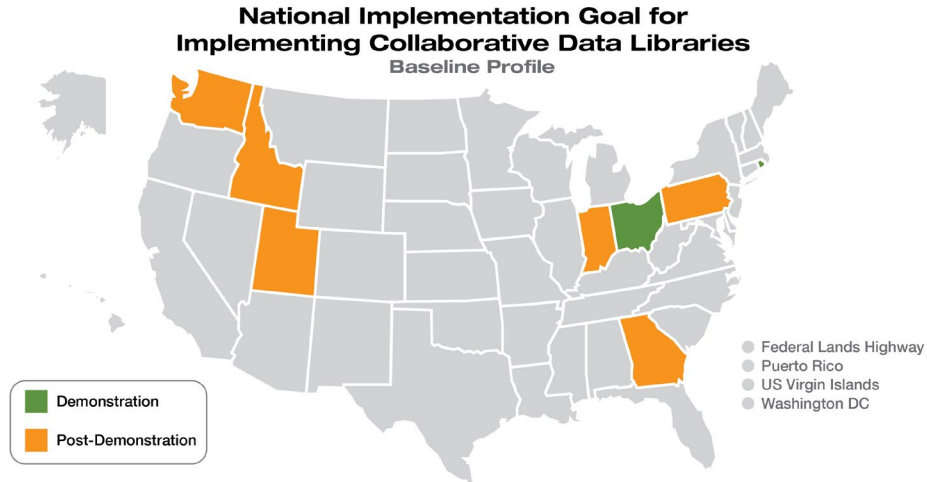 National Implementation Goal for
Implementing Collaborative Data Libraries
Baseline Profile
Federal Lands Highway
Puerto Rico
US Virgin Islands
Washington DC
Demonstration
Post-Demonstration